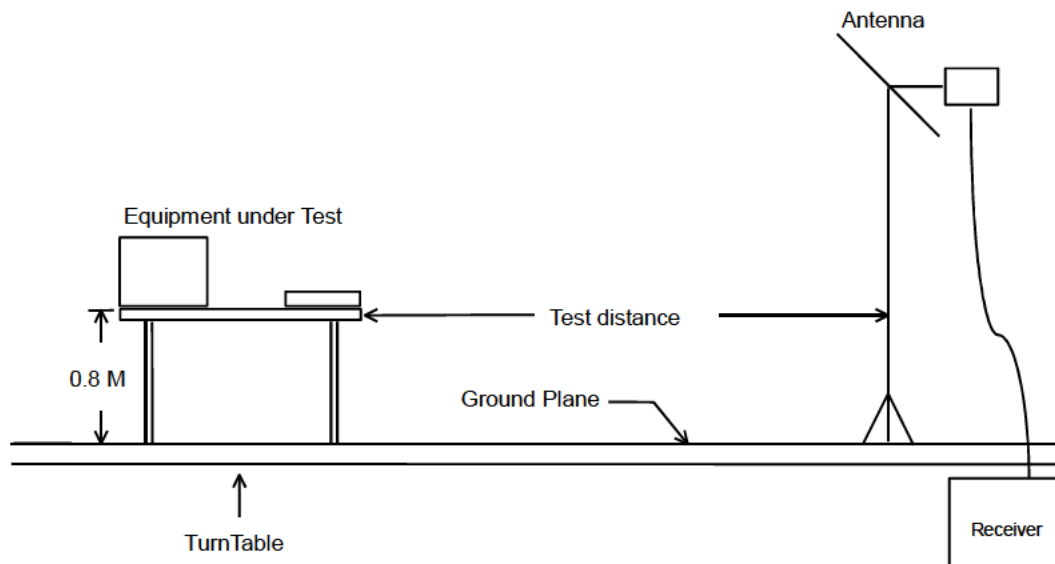 Antenna
Equipment under Test
Test distance
0.8 M
Ground Plane
TurnTable
Receiver